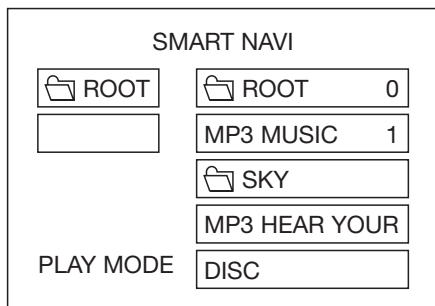 SMART NAVI
ROOT ROOT 0
MP3 MUSIC 1
SKY
MP3 HEAR YOUR
PLAY MODE DISC